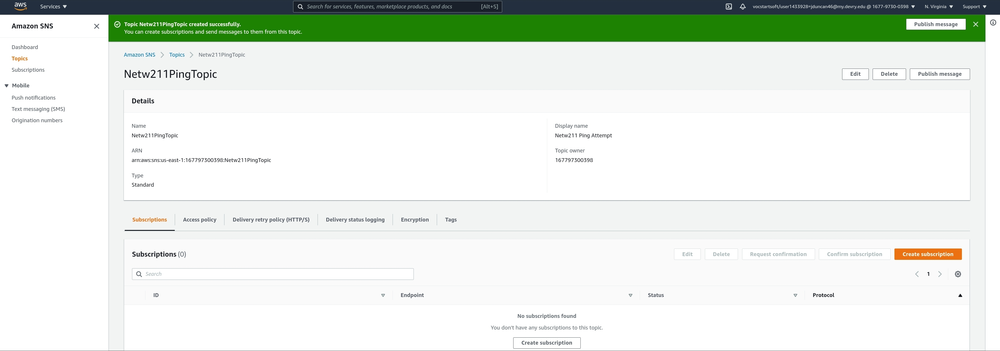 aws Services Search for services, features, marketplace products, and docs [Alt+S] vocstartsoft/user1433928=jduncan46@my.devry.edu @ 1677-9730-0398 N. Virginia Support
Amazon SNS
Dashboard
Topics
Subscriptions
Mobile
Push notifications
Text messaging (SMS)
Origination numbers
Topic Netw211PingTopic created successfully.
You can create subscriptions and send messages to them from this topic.
Publish message
Amazon SNS Topics Netw211PingTopic
Netw211PingTopic
Edit Delete Publish message
Details
Name
Netw211PingTopic
ARN
arn:aws:sns:us-east-1:167797300398:Netw211PingTopic
Type
Standard
Display name
Netw211 Ping Attempt
Topic owner
167797300398
Subscriptions Access policy Delivery retry policy (HTTP/S) Delivery status logging Encryption Tags
Subscriptions (0)
Edit Delete Request confirmation Confirm subscription Create subscription
Search
1
ID Endpoint Status Protocol
No subscriptions found
You don't have any subscriptions to this topic.
Create subscription